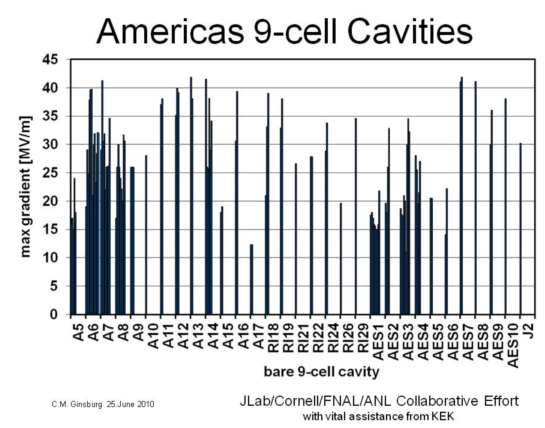 Americas 9-cell Cavities
max gradient [MV/m]
45
40
35
30
25
20
15
10
5
0
A5 A6 A7 A8 A9 A10 A11 A12 A13 A14 A15 A16 A17 RI18 RI19 RI21 RI22 RI24 RI26 RI29 AES1 AES2 AES3 AES4 AES5 AES6 AES7 AES8 AES9 AES10 J2
bare 9-cell cavity
C.M. Ginsburg 25.June 2010
JLab/Cornell/FNAL/ANL Collaborative Effort
with vital assistance from KEK